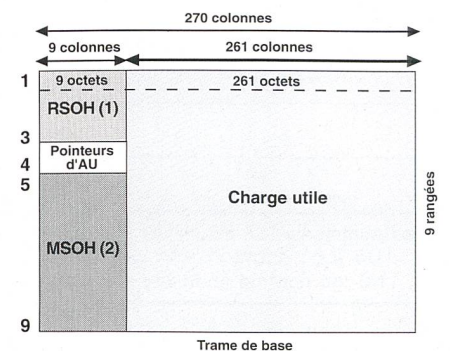 270 colonnes
9 colonnes
261 colonnes
1
9 octets
261 octets
RSOH (1)
3
Pointeurs
d'AU
4
5
Charge utile
9 rangées
MSOH (2)
9
Trame de base